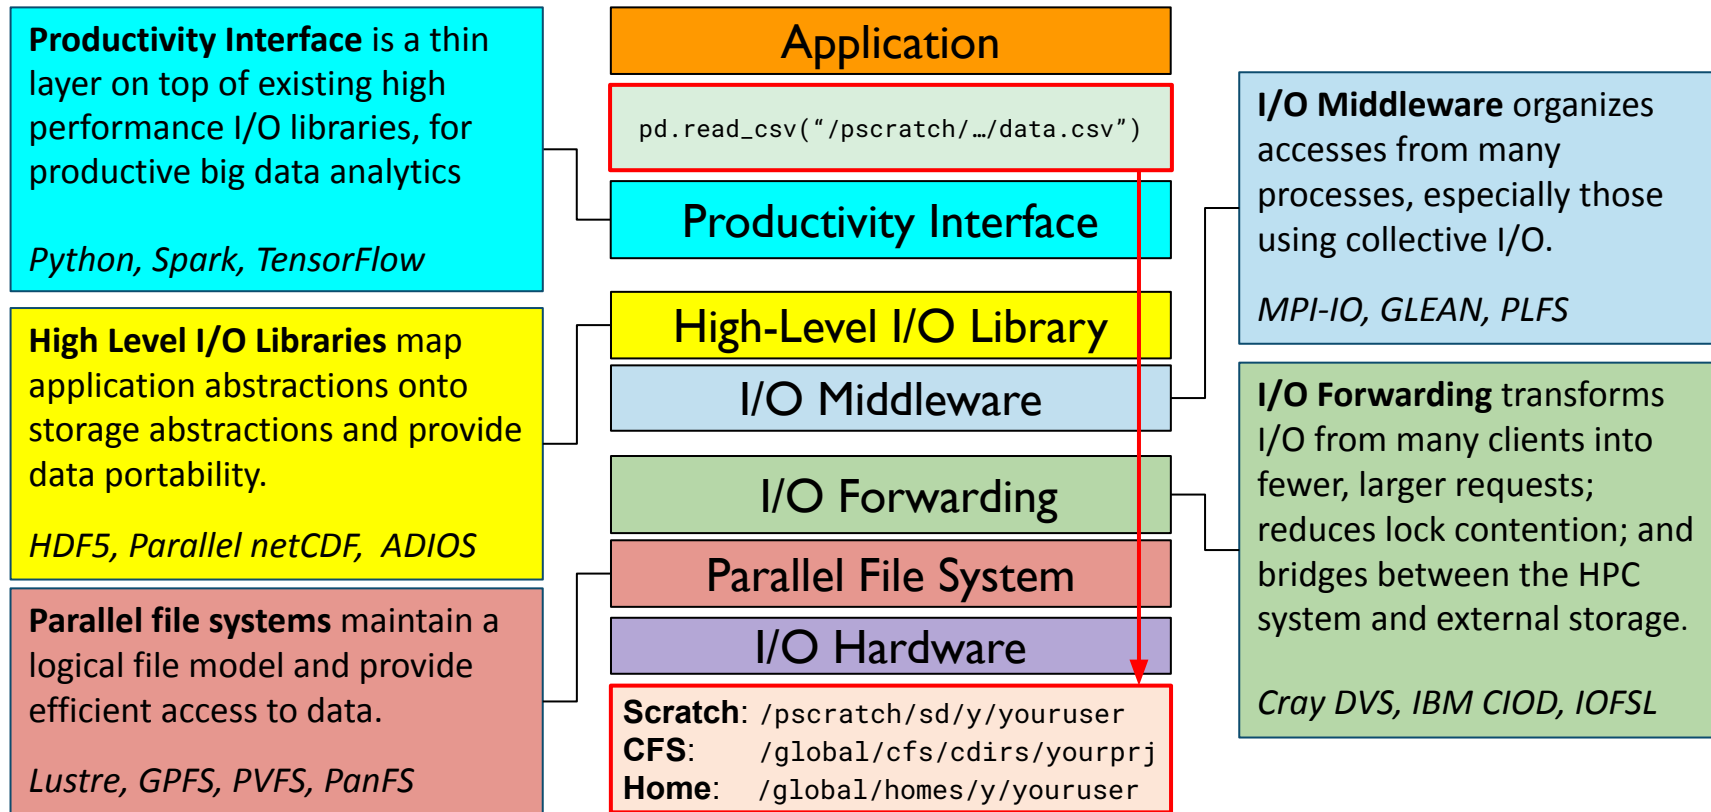 Productivity Interface is a thin
layer on top of existing high
performance I/O libraries, for
productive big data analytics
Python, Spark, TensorFlow
High Level I/O Libraries map
application abstractions onto
storage abstractions and provide
data portability.
HDF5, Parallel netCDF, ADIOS
Parallel file systems maintain a
logical file model and provide
efficient access to data.
Lustre, GPFS, PVFS, PanFS
Application
pd.read_csv(“/pscratch/…/data.csv”)
Productivity Interface
High-Level I/O Library
I/O Middleware
I/O Forwarding
Parallel File System
I/O Hardware
Scratch: /pscratch/sd/y/youruser
CFS: /global/cfs/cdirs/yourprj
Home: /global/homes/y/youruser
I/O Middleware organizes
accesses from many
processes, especially those
using collective I/O.
MPI-IO, GLEAN, PLFS
I/O Forwarding transforms
I/O from many clients into
fewer, larger requests;
reduces lock contention; and
bridges between the HPC
system and external storage.
Cray DVS, IBM CIOD, IOFSL